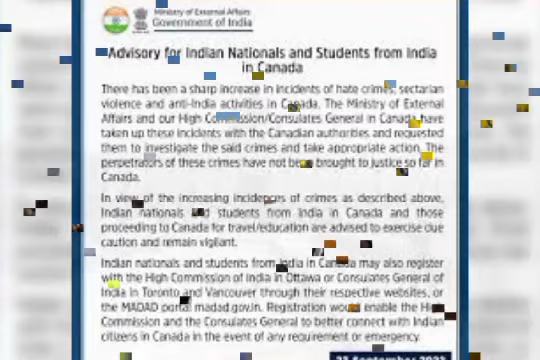 Ministry of External Affairs
Government of India
Advisory for Indian Nationals and Students from India
in Canada
There has been a sharp increase in incidents of hate crimes, sectarian
violence and anti-India activities in Canada. The Ministry of External
Affairs and our High Commission/Consulates General in Canada have
taken up these incidents with the Canadian authorities and requested
them to investigate the said crimes and take appropriate action. The
perpetrators of these crimes have not been brought to justice so far in
Canada.
In view of the increasing incidences of crimes as described above,
Indian nationals and students from India in Canada and those
proceeding to Canada for travel/education are advised to exercise due
caution and remain vigilant.
Indian nationals and students from India in Canada may also register
with the High Commission of India in Ottawa or Consulates General of
India in Toronto and Vancouver through their respective websites, or
the MADAD portal madad.gov.in. Registration would enable the High
Commission and the Consulates General to better connect with Indian
citizens in Canada in the event of any requirement or emergency.
23 September 2022